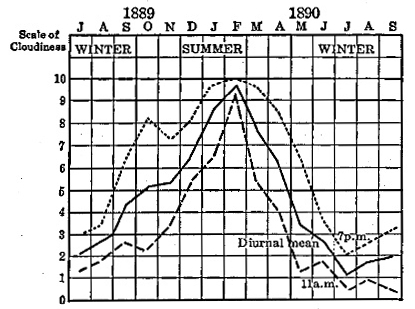 1889 1890
Scale of Cloudiness
J A S O N D J F M A M J J A S
WINTER SUMMER WINTER
10
9
8
7
6
5
4
3
2
1
0
7p.m.
Diurnal mean
11a.m.